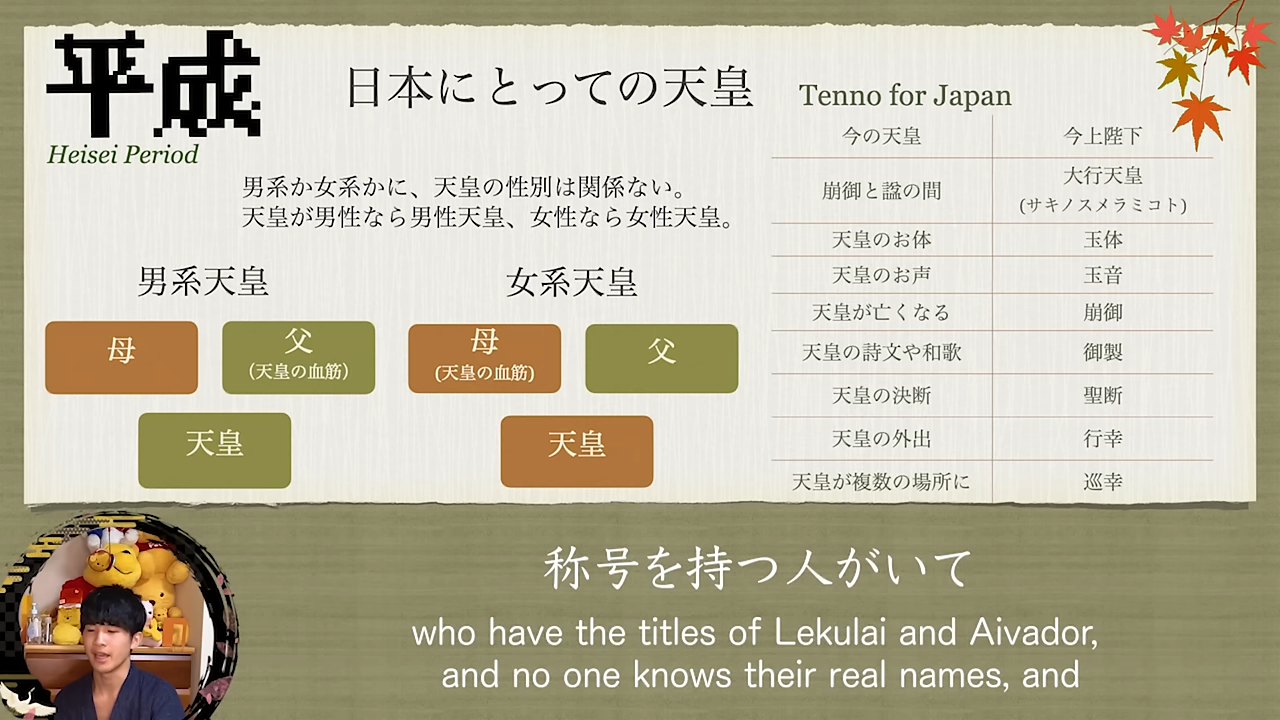 平成
Heisei Period
日本にとっての天皇
Tenno for Japan
男系か女系かに、天皇の性別は関係ない。
天皇が男性なら男性天皇、女性なら女性天皇。
男系天皇
母
父
(天皇の血筋)
天皇
女系天皇
母
(天皇の血筋)
父
天皇
今の天皇 今上陛下
崩御と諡の間 大行天皇
(サキノスメラミコト)
天皇のお体 玉体
天皇のお声 玉音
天皇が亡くなる 崩御
天皇の詩文や和歌 御製
天皇の決断 聖断
天皇の外出 行幸
天皇が複数の場所に 巡幸
称号を持つ人がいて
who have the titles of Lekulai and Aivador,
and no one knows their real names, and